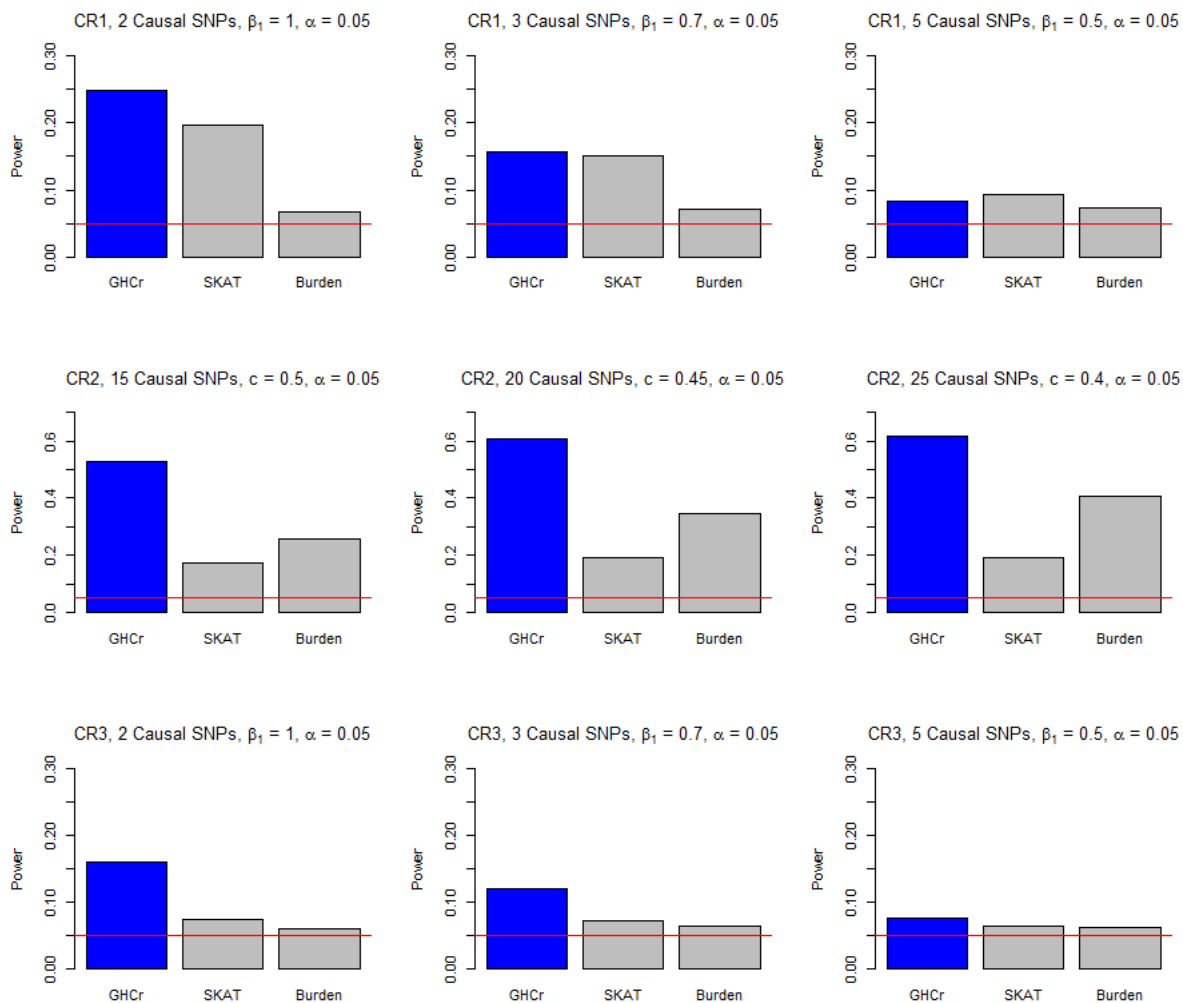 CR1, 2 Causal SNPs, β₁ = 1, α = 0.05
Power
0.30
0.20
0.10
0.00
GHCr SKAT Burden
CR1, 3 Causal SNPs, β₁ = 0.7, α = 0.05
Power
0.30
0.20
0.10
0.00
GHCr SKAT Burden
CR1, 5 Causal SNPs, β₁ = 0.5, α = 0.05
Power
0.30
0.20
0.10
0.00
GHCr SKAT Burden
CR2, 15 Causal SNPs, c = 0.5, α = 0.05
Power
0.6
0.4
0.2
0.0
GHCr SKAT Burden
CR2, 20 Causal SNPs, c = 0.45, α = 0.05
Power
0.6
0.4
0.2
0.0
GHCr SKAT Burden
CR2, 25 Causal SNPs, c = 0.4, α = 0.05
Power
0.6
0.4
0.2
0.0
GHCr SKAT Burden
CR3, 2 Causal SNPs, β₁ = 1, α = 0.05
Power
0.30
0.20
0.10
0.00
GHCr SKAT Burden
CR3, 3 Causal SNPs, β₁ = 0.7, α = 0.05
Power
0.30
0.20
0.10
0.00
GHCr SKAT Burden
CR3, 5 Causal SNPs, β₁ = 0.5, α = 0.05
Power
0.30
0.20
0.10
0.00
GHCr SKAT Burden